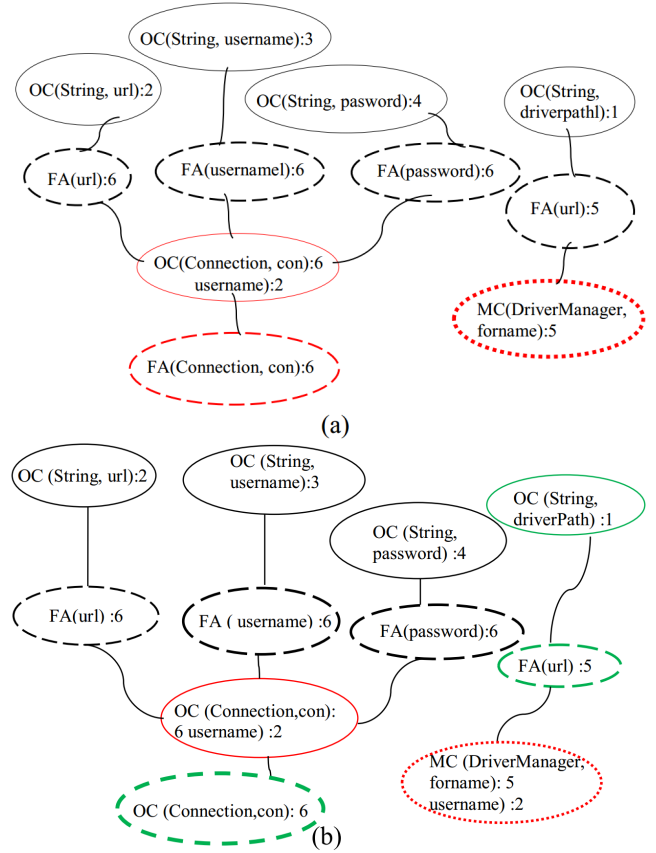 OC(String, username):3
OC(String, url):2
OC(String, pasword):4
OC(String,
driverpathl):1
FA(url):6
FA(usernamel):6
FA(password):6
FA(url):5
OC(Connection, con):6
username):2
MC(DriverManager,
forname):5
FA(Connection, con):6
(a)
OC (String, url):2
OC (String,
username):3
OC (String,
password) :4
OC (String,
driverPath) :1
FA(url) :6
FA ( username) :6
FA(password):6
FA(url) :5
OC (Connection,con):
6 username) :2
MC (DriverManager,
forname): 5
username) :2
OC (Connection,con): 6
(b)